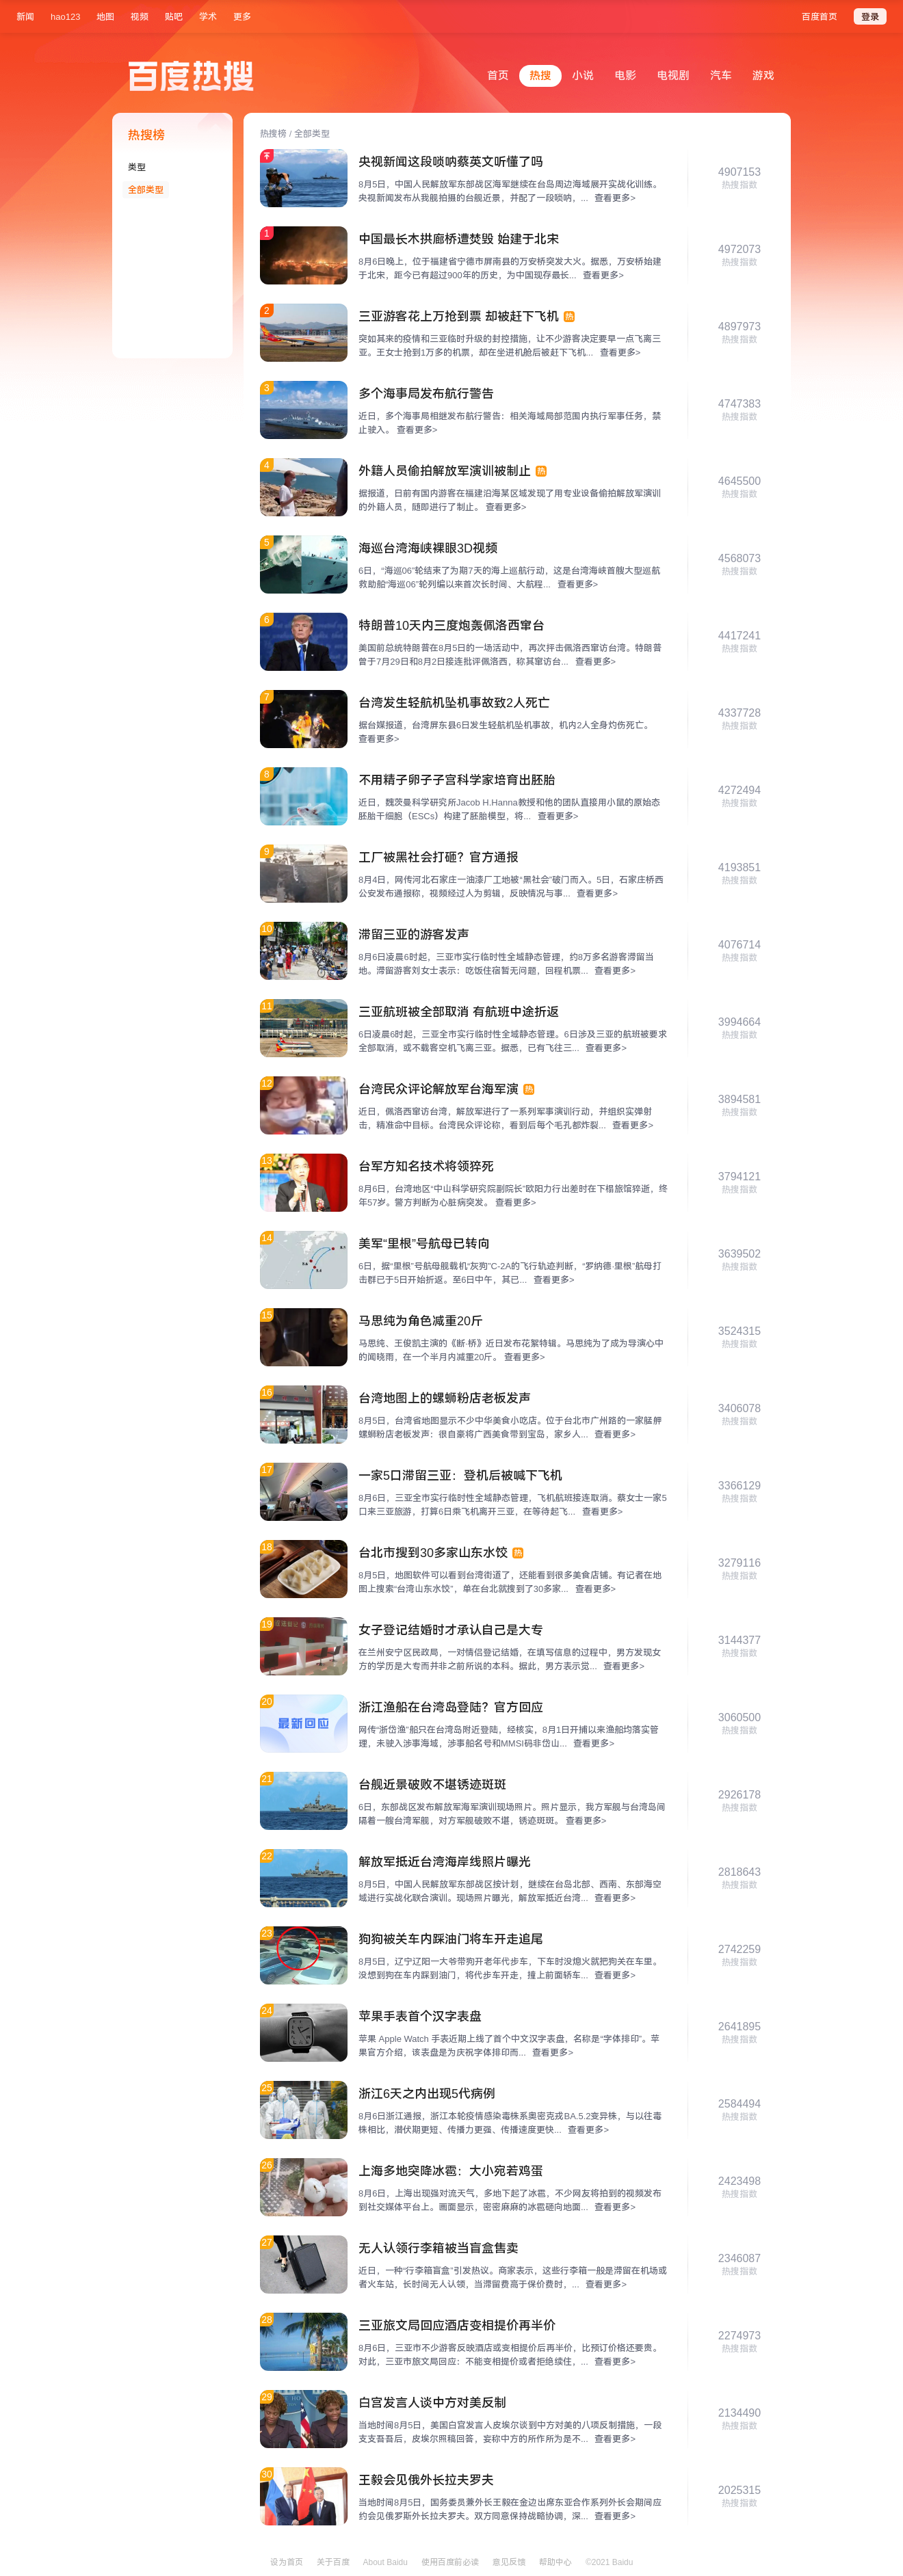 新闻 hao123 地图 视频 贴吧 学术 更多 百度首页 登录
百度热搜
首页 热搜 小说 电影 电视剧 汽车 游戏
热搜榜
类型
全部类型
热搜榜 / 全部类型
央视新闻这段唢呐蔡英文听懂了吗
8月5日，中国人民解放军东部战区海军继续在台岛周边海域展开实战化训练。
央视新闻发布从我舰拍摄的台舰近景，并配了一段唢呐，... 查看更多>
4907153
热搜指数
1
中国最长木拱廊桥遭焚毁 始建于北宋
8月6日晚上，位于福建省宁德市屏南县的万安桥突发大火。据悉，万安桥始建
于北宋，距今已有超过900年的历史，为中国现存最长... 查看更多>
4972073
热搜指数
2
三亚游客花上万抢到票 却被赶下飞机 热
突如其来的疫情和三亚临时升级的封控措施，让不少游客决定要早一点飞离三
亚。王女士抢到1万多的机票，却在坐进机舱后被赶下飞机... 查看更多>
4897973
热搜指数
3
多个海事局发布航行警告
近日，多个海事局相继发布航行警告：相关海域局部范围内执行军事任务，禁
止驶入。 查看更多>
4747383
热搜指数
4
外籍人员偷拍解放军演训被制止 热
据报道，日前有国内游客在福建沿海某区域发现了用专业设备偷拍解放军演训
的外籍人员，随即进行了制止。 查看更多>
4645500
热搜指数
5
海巡台湾海峡裸眼3D视频
6日，“海巡06”轮结束了为期7天的海上巡航行动，这是台湾海峡首艘大型巡航
救助船“海巡06”轮列编以来首次长时间、大航程... 查看更多>
4568073
热搜指数
6
特朗普10天内三度炮轰佩洛西窜台
美国前总统特朗普在8月5日的一场活动中，再次抨击佩洛西窜访台湾。特朗普
曾于7月29日和8月2日接连批评佩洛西，称其窜访台... 查看更多>
4417241
热搜指数
7
台湾发生轻航机坠机事故致2人死亡
据台媒报道，台湾屏东县6日发生轻航机坠机事故，机内2人全身灼伤死亡。
查看更多>
4337728
热搜指数
8
不用精子卵子子宫科学家培育出胚胎
近日，魏茨曼科学研究所Jacob H.Hanna教授和他的团队直接用小鼠的原始态
胚胎干细胞（ESCs）构建了胚胎模型，将... 查看更多>
4272494
热搜指数
9
工厂被黑社会打砸？官方通报
8月4日，网传河北石家庄一油漆厂工地被“黑社会”破门而入。5日，石家庄桥西
公安发布通报称，视频经过人为剪辑，反映情况与事... 查看更多>
4193851
热搜指数
10
滞留三亚的游客发声
8月6日凌晨6时起，三亚市实行临时性全域静态管理，约8万多名游客滞留当
地。滞留游客刘女士表示：吃饭住宿暂无问题，回程机票... 查看更多>
4076714
热搜指数
11
三亚航班被全部取消 有航班中途折返
6日凌晨6时起，三亚全市实行临时性全域静态管理。6日涉及三亚的航班被要求
全部取消，或不载客空机飞离三亚。据悉，已有飞往三... 查看更多>
3994664
热搜指数
12
台湾民众评论解放军台海军演 热
近日，佩洛西窜访台湾，解放军进行了一系列军事演训行动，并组织实弹射
击，精准命中目标。台湾民众评论称，看到后每个毛孔都炸裂... 查看更多>
3894581
热搜指数
13
台军方知名技术将领猝死
8月6日，台湾地区“中山科学研究院副院长”欧阳力行出差时在下榻旅馆猝逝，终
年57岁。警方判断为心脏病突发。 查看更多>
3794121
热搜指数
14
美军“里根”号航母已转向
6日，据“里根”号航母舰载机“灰狗”C-2A的飞行轨迹判断，“罗纳德·里根”航母打
击群已于5日开始折返。至6日中午，其已... 查看更多>
3639502
热搜指数
15
马思纯为角色减重20斤
马思纯、王俊凯主演的《断·桥》近日发布花絮特辑。马思纯为了成为导演心中
的闻晓雨，在一个半月内减重20斤。 查看更多>
3524315
热搜指数
16
台湾地图上的螺蛳粉店老板发声
8月5日，台湾省地图显示不少中华美食小吃店。位于台北市广州路的一家艋舺
螺蛳粉店老板发声：很自豪将广西美食带到宝岛，家乡人... 查看更多>
3406078
热搜指数
17
一家5口滞留三亚：登机后被喊下飞机
8月6日，三亚全市实行临时性全域静态管理，飞机航班接连取消。蔡女士一家5
口来三亚旅游，打算6日乘飞机离开三亚，在等待起飞... 查看更多>
3366129
热搜指数
18
台北市搜到30多家山东水饺 热
8月5日，地图软件可以看到台湾街道了，还能看到很多美食店铺。有记者在地
图上搜索“台湾山东水饺”，单在台北就搜到了30多家... 查看更多>
3279116
热搜指数
19
女子登记结婚时才承认自己是大专
在兰州安宁区民政局，一对情侣登记结婚，在填写信息的过程中，男方发现女
方的学历是大专而并非之前所说的本科。据此，男方表示觉... 查看更多>
3144377
热搜指数
20
最新回应
浙江渔船在台湾岛登陆？官方回应
网传“浙岱渔”船只在台湾岛附近登陆，经核实，8月1日开捕以来渔船均落实管
理，未驶入涉事海域，涉事船名号和MMSI码非岱山... 查看更多>
3060500
热搜指数
21
台舰近景破败不堪锈迹斑斑
6日，东部战区发布解放军海军演训现场照片。照片显示，我方军舰与台湾岛间
隔着一艘台湾军舰，对方军舰破败不堪，锈迹斑斑。 查看更多>
2926178
热搜指数
22
解放军抵近台湾海岸线照片曝光
8月5日，中国人民解放军东部战区按计划，继续在台岛北部、西南、东部海空
域进行实战化联合演训。现场照片曝光，解放军抵近台湾... 查看更多>
2818643
热搜指数
23
狗狗被关车内踩油门将车开走追尾
8月5日，辽宁辽阳一大爷带狗开老年代步车，下车时没熄火就把狗关在车里。
没想到狗在车内踩到油门，将代步车开走，撞上前面轿车... 查看更多>
2742259
热搜指数
24
苹果手表首个汉字表盘
苹果 Apple Watch 手表近期上线了首个中文汉字表盘，名称是“字体排印”。苹
果官方介绍，该表盘是为庆祝字体排印而... 查看更多>
2641895
热搜指数
25
浙江6天之内出现5代病例
8月6日浙江通报，浙江本轮疫情感染毒株系奥密克戎BA.5.2变异株，与以往毒
株相比，潜伏期更短、传播力更强、传播速度更快... 查看更多>
2584494
热搜指数
26
上海多地突降冰雹：大小宛若鸡蛋
8月6日，上海出现强对流天气，多地下起了冰雹，不少网友将拍到的视频发布
到社交媒体平台上。画面显示，密密麻麻的冰雹砸向地面... 查看更多>
2423498
热搜指数
27
无人认领行李箱被当盲盒售卖
近日，一种“行李箱盲盒”引发热议。商家表示，这些行李箱一般是滞留在机场或
者火车站，长时间无人认领，当滞留费高于保价费时，... 查看更多>
2346087
热搜指数
28
三亚旅文局回应酒店变相提价再半价
8月6日，三亚市不少游客反映酒店或变相提价后再半价，比预订价格还要贵。
对此，三亚市旅文局回应：不能变相提价或者拒绝续住，... 查看更多>
2274973
热搜指数
29
白宫发言人谈中方对美反制
当地时间8月5日，美国白宫发言人皮埃尔谈到中方对美的八项反制措施，一段
支支吾吾后，皮埃尔照稿回答，妄称中方的所作所为是不... 查看更多>
2134490
热搜指数
30
王毅会见俄外长拉夫罗夫
当地时间8月5日，国务委员兼外长王毅在金边出席东亚合作系列外长会期间应
约会见俄罗斯外长拉夫罗夫。双方同意保持战略协调，深... 查看更多>
2025315
热搜指数
设为首页 关于百度 About Baidu 使用百度前必读 意见反馈 帮助中心 ©2021 Baidu